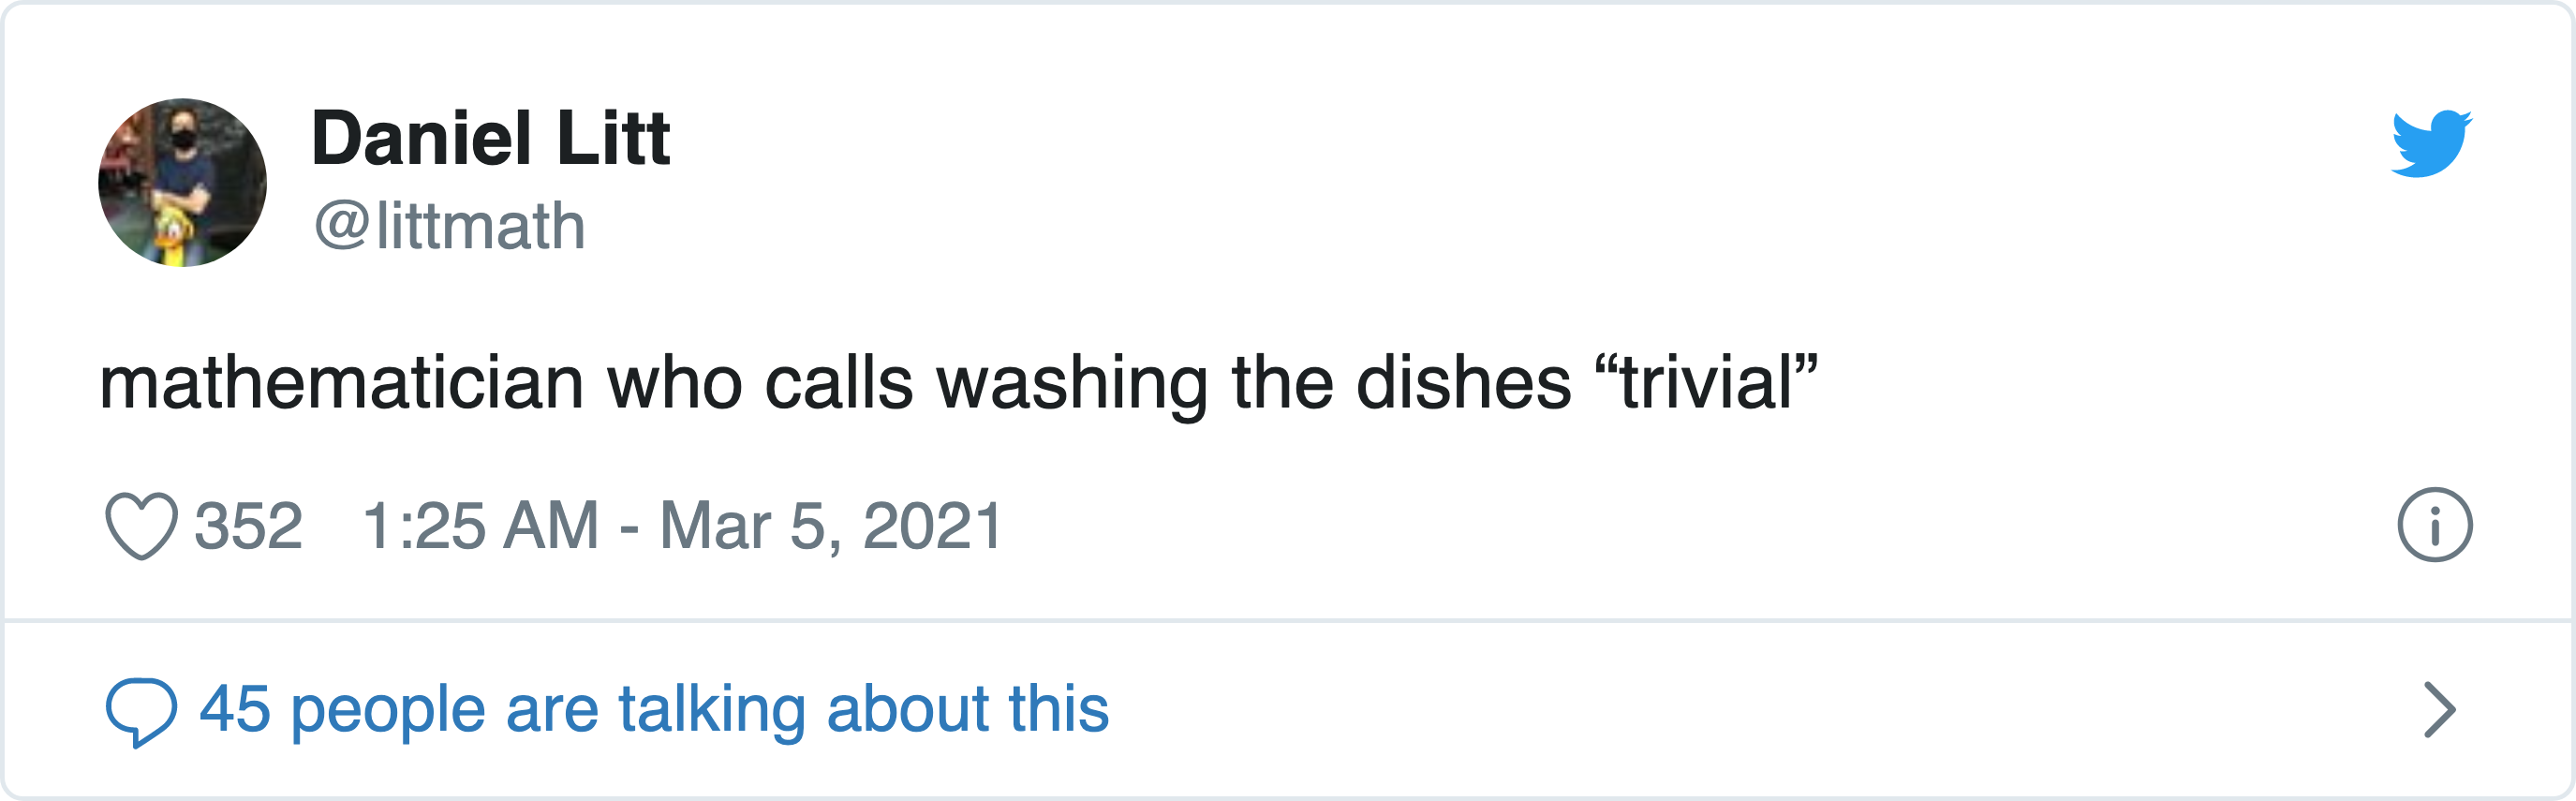 Daniel Litt
@littmath
mathematician who calls washing the dishes “trivial”
352 1:25 AM - Mar 5, 2021
45 people are talking about this